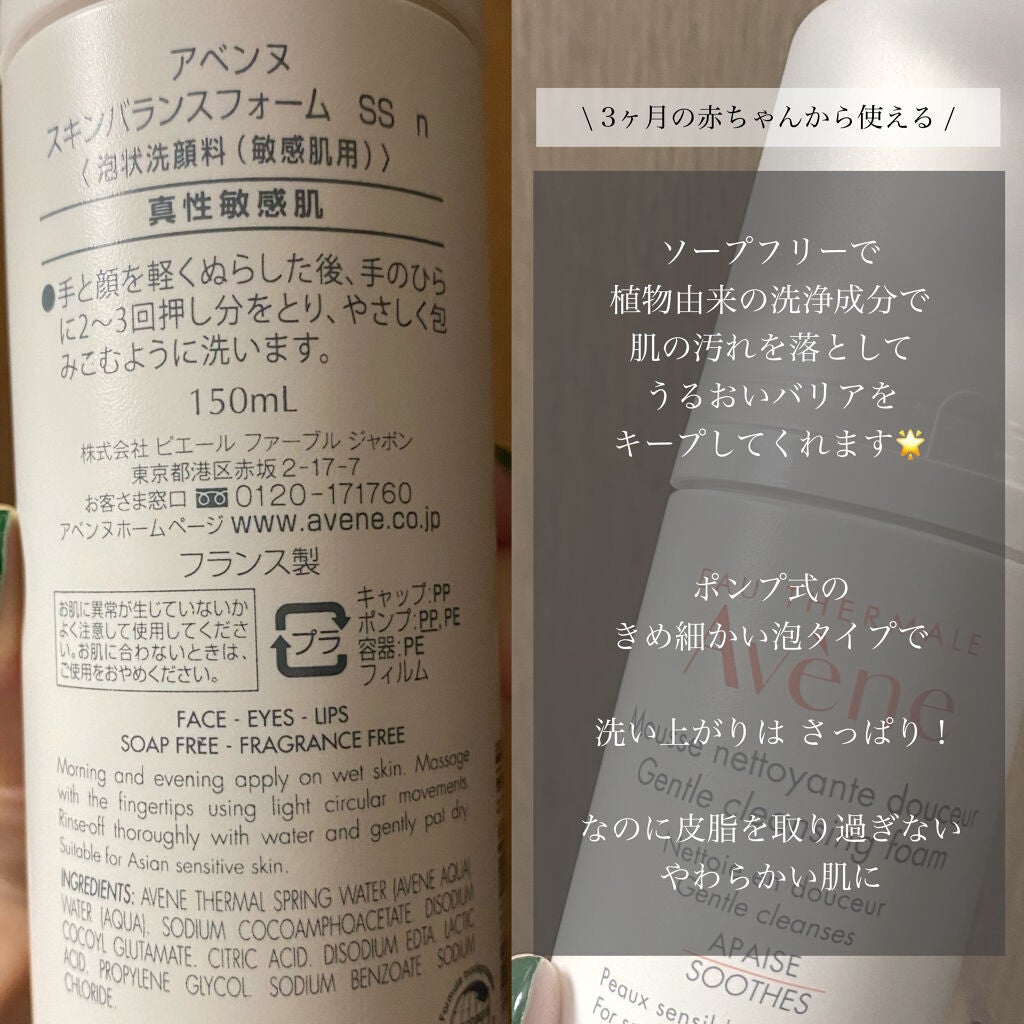 アベンヌ
スキンバランスフォーム SS n
〈泡状洗顔料（敏感肌用）〉
真性敏感肌
●手と顔を軽くぬらした後、手のひら
に2～3回押し分をとり、やさしく包
みこむように洗います。
150mL
株式会社 ピエール ファーブル ジャポン
東京都港区赤坂2-17-7
お客さま窓口 0120-171760
アベンヌホームページ www.avene.co.jp
フランス製
お肌に異常が生じていないか
よく注意して使用してくださ
い。お肌に合わないときは、
ご使用をおやめください。
プラ
キャップ:PP
ポンプ:PP,PE
容器:PE
フィルム
FACE - EYES - LIPS
SOAP FREE - FRAGRANCE FREE
Morning and evening apply on wet skin. Massage
with the fingertips using light circular movements.
Rinse-off thoroughly with water and gently pat dry.
Suitable for Asian sensitive skin.
INGREDIENTS: AVENE THERMAL SPRING WATER (AVENE AQUA).
WATER (AQUA). SODIUM COCOAMPHOACETATE. DISODIUM
COCOYL GLUTAMATE. CITRIC ACID. DISODIUM EDTA. LACTIC
ACID. PROPYLENE GLYCOL. SODIUM BENZOATE. SODIUM
CHLORIDE.
\ 3ヶ月の赤ちゃんから使える /
ソープフリーで
植物由来の洗浄成分で
肌の汚れを落として
うるおいバリアを
キープしてくれます🌟
ポンプ式の
きめ細かい泡タイプで
洗い上がりは さっぱり！
なのに皮脂を取り過ぎない
やわらかい肌に
EAU THERMALE
Avène
Mousse nettoyante douceur
Gentle cleansing foam
Nettoie en douceur
Gentle cleanses
APAISE
SOOTHES
Peaux
For